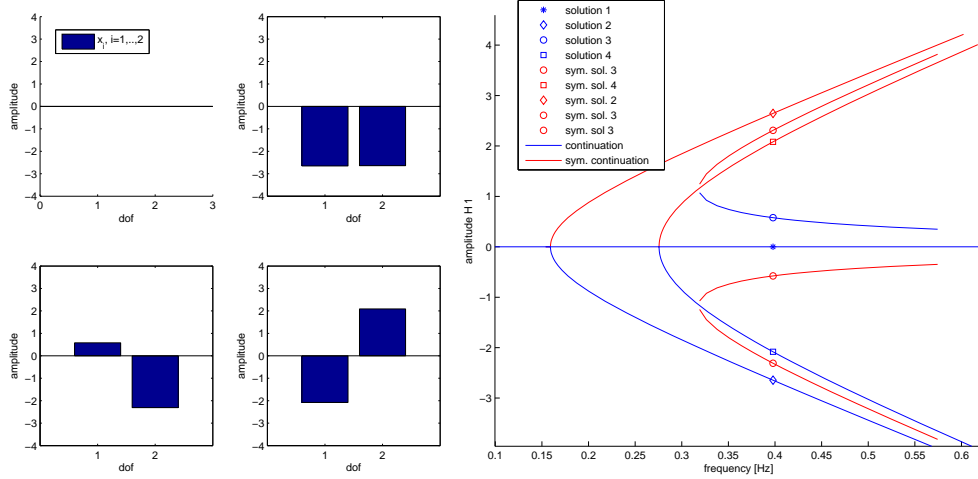 4
3
2
1
0
−1
−2
−3
−4
amplitude
x_i, i=1,..,2
0
1
2
3
dof
4
3
2
1
0
−1
−2
−3
−4
amplitude
1
2
dof
4
3
2
1
0
−1
−2
−3
−4
amplitude
1
2
dof
4
3
2
1
0
−1
−2
−3
−4
amplitude
1
2
dof
4
3
2
1
0
−1
−2
−3
amplitude H 1
solution 1
solution 2
solution 3
solution 4
sym. sol. 3
sym. sol. 4
sym. sol. 2
sym. sol. 3
sym. sol 3
continuation
sym. continuation
0.1
0.15
0.2
0.25
0.3
0.35
0.4
0.45
0.5
0.55
0.6
frequency [Hz]